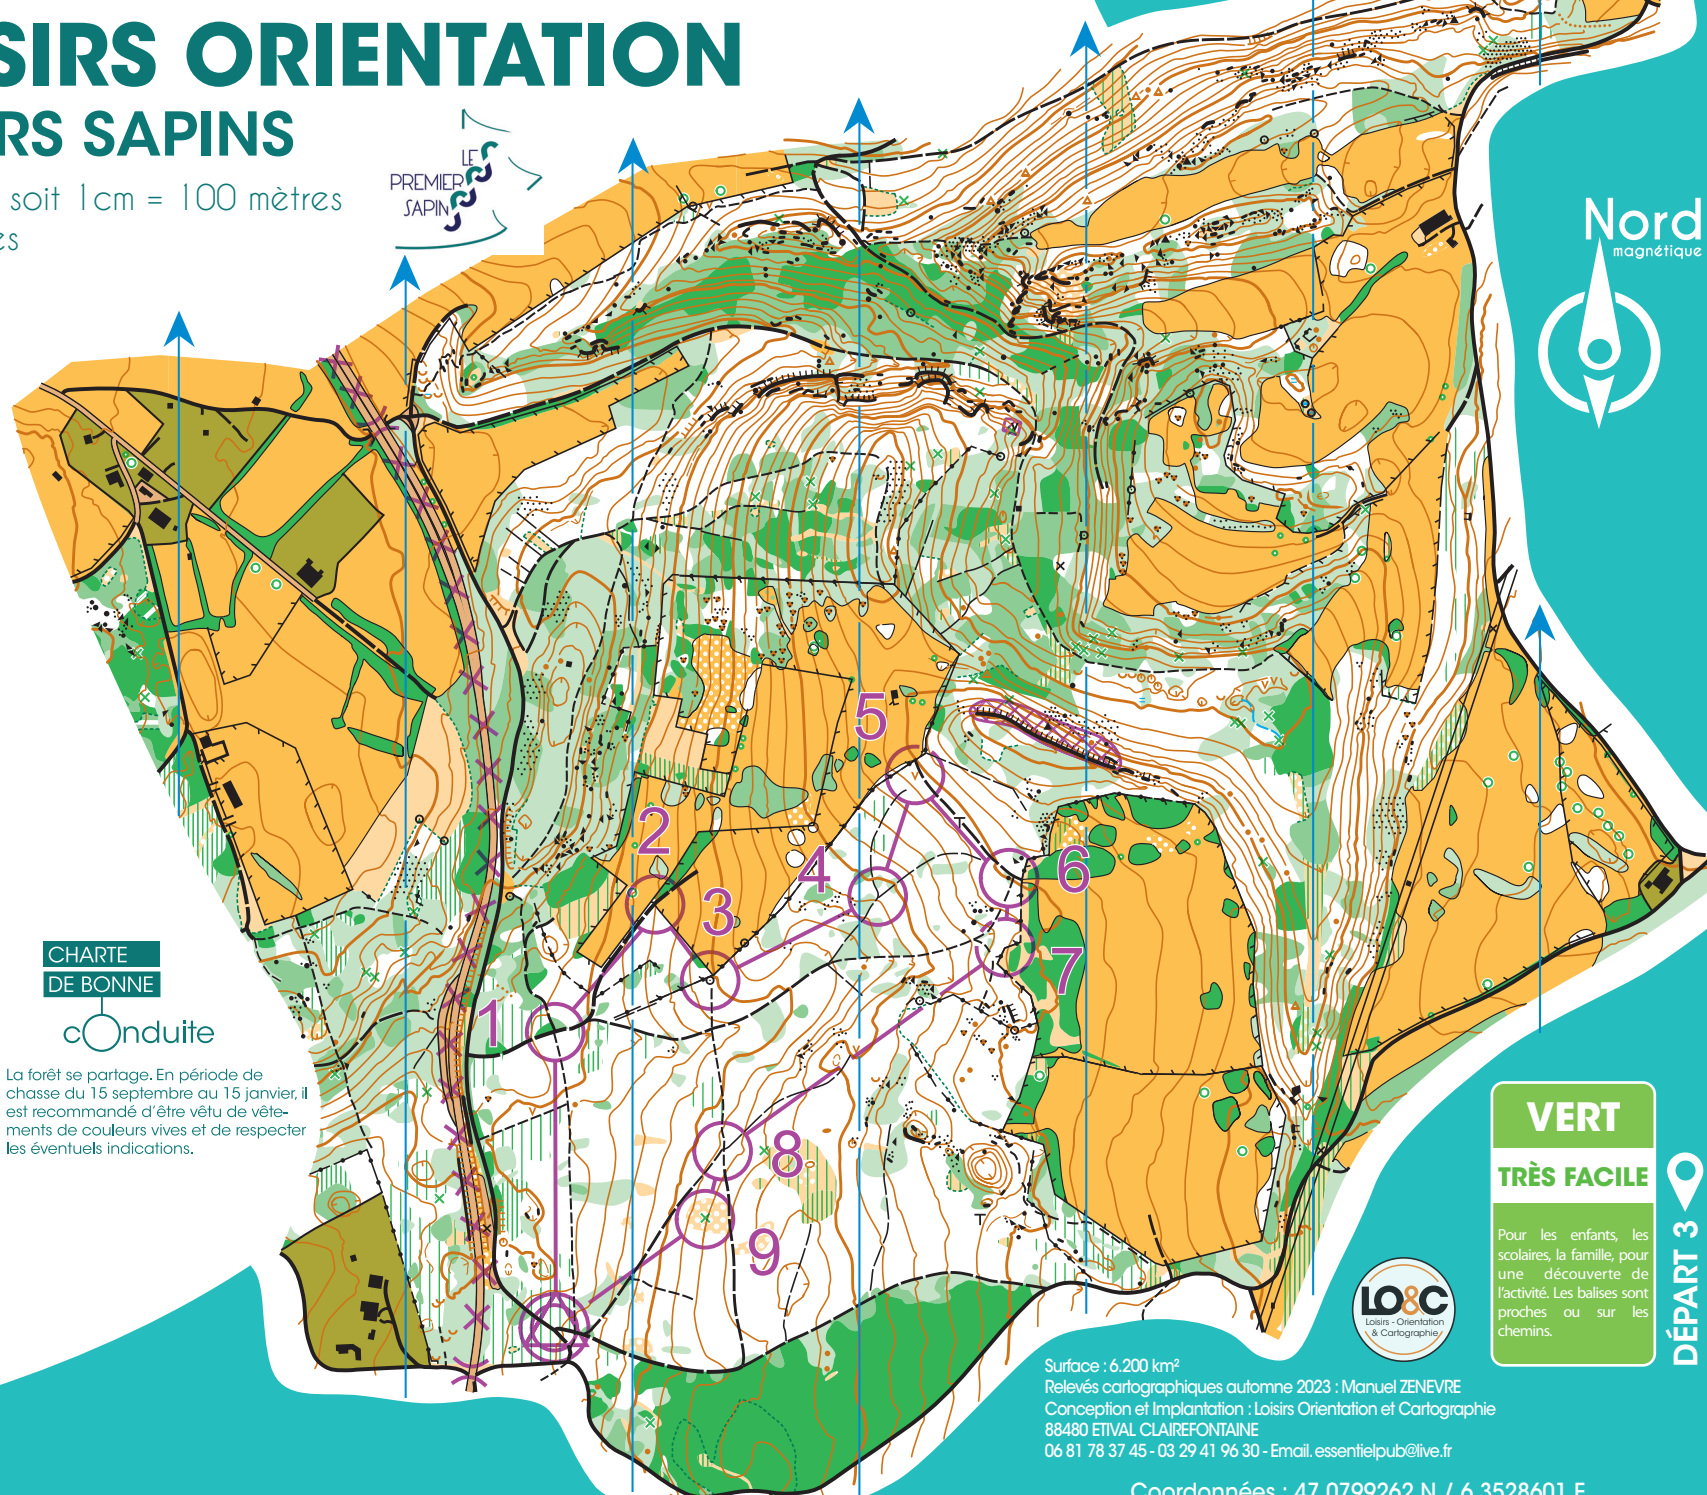 SIRS ORIENTATION
RS SAPINS
soit 1cm = 100 mètres
es
LE
PREMIER
SAPIN
Nord
magnétique
5
2
6
4
3
7
1
8
9
CHARTE
DE BONNE
cOnduite
La forêt se partage. En période de
chasse du 15 septembre au 15 janvier, il
est recommandé d'être vêtu de vête-
ments de couleurs vives et de respecter
les éventuels indications.
VERT
TRÈS FACILE
Pour les enfants, les
scolaires, la famille, pour
une découverte de
l'activité. Les balises sont
proches ou sur les
chemins.
DÉPART 3
LO&C
Loisirs - Orientation
& Cartographie
Surface : 6.200 km²
Relevés cartographiques automne 2023 : Manuel ZENEVRE
Conception et Implantation : Loisirs Orientation et Cartographie
88480 ETIVAL CLAIREFONTAINE
06 81 78 37 45 - 03 29 41 96 30 - Email. essentielpub@live.fr
Coordonnées : 47.0799262 N / 6.3528601 E